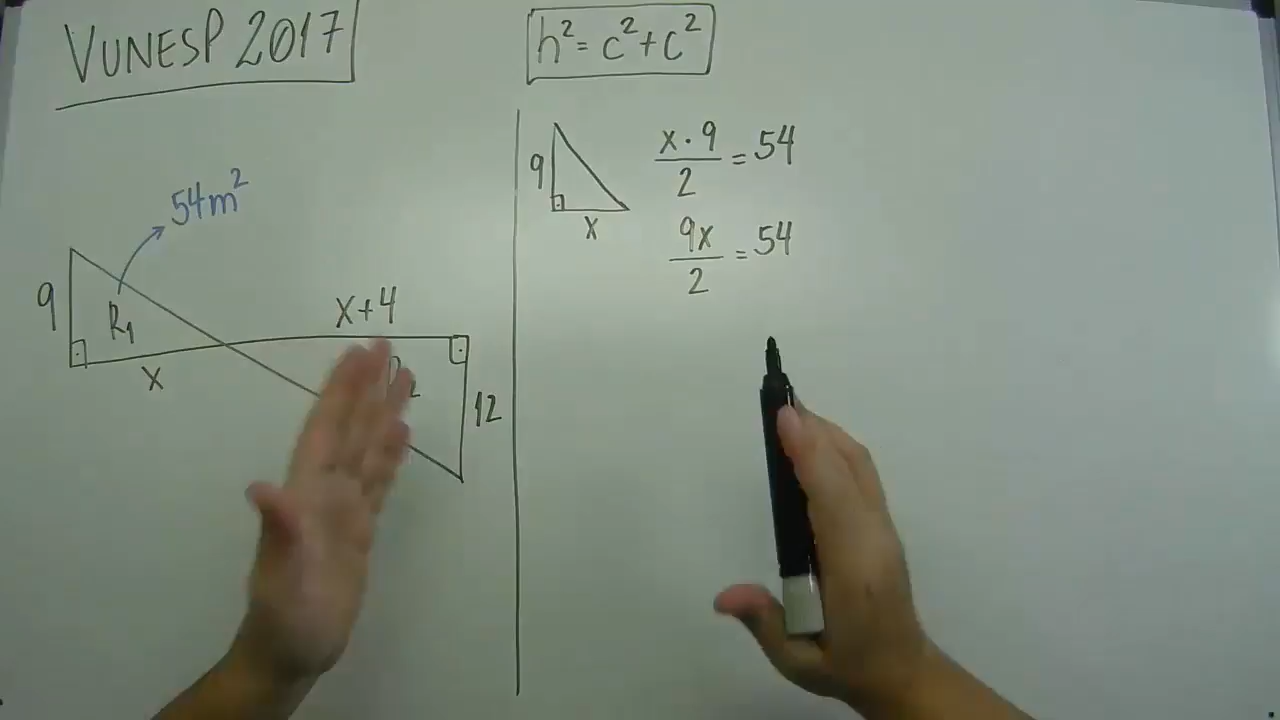 VUNESP 2017
h² = c² + c²
54m²
9
R₁
x
x+4
12
9
x
x · 9 / 2 = 54
9x / 2 = 54